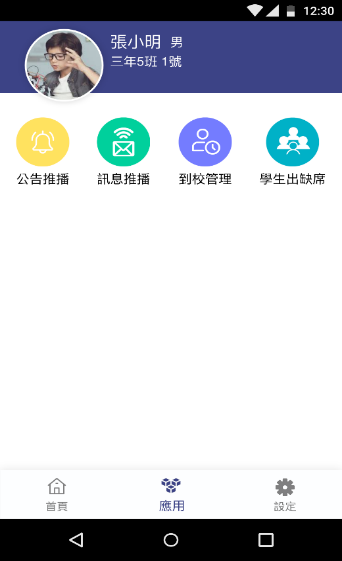 12:30
張小明 男
三年5班 1號
公告推播 訊息推播 到校管理 學生出缺席
首頁 應用 設定